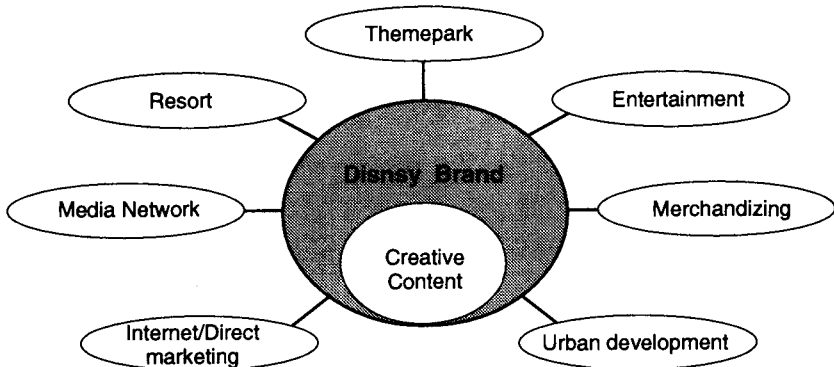 Themepark
Resort
Entertainment
Disnsy Brand
Media Network
Merchandizing
Creative
Content
Internet/Direct
marketing
Urban development